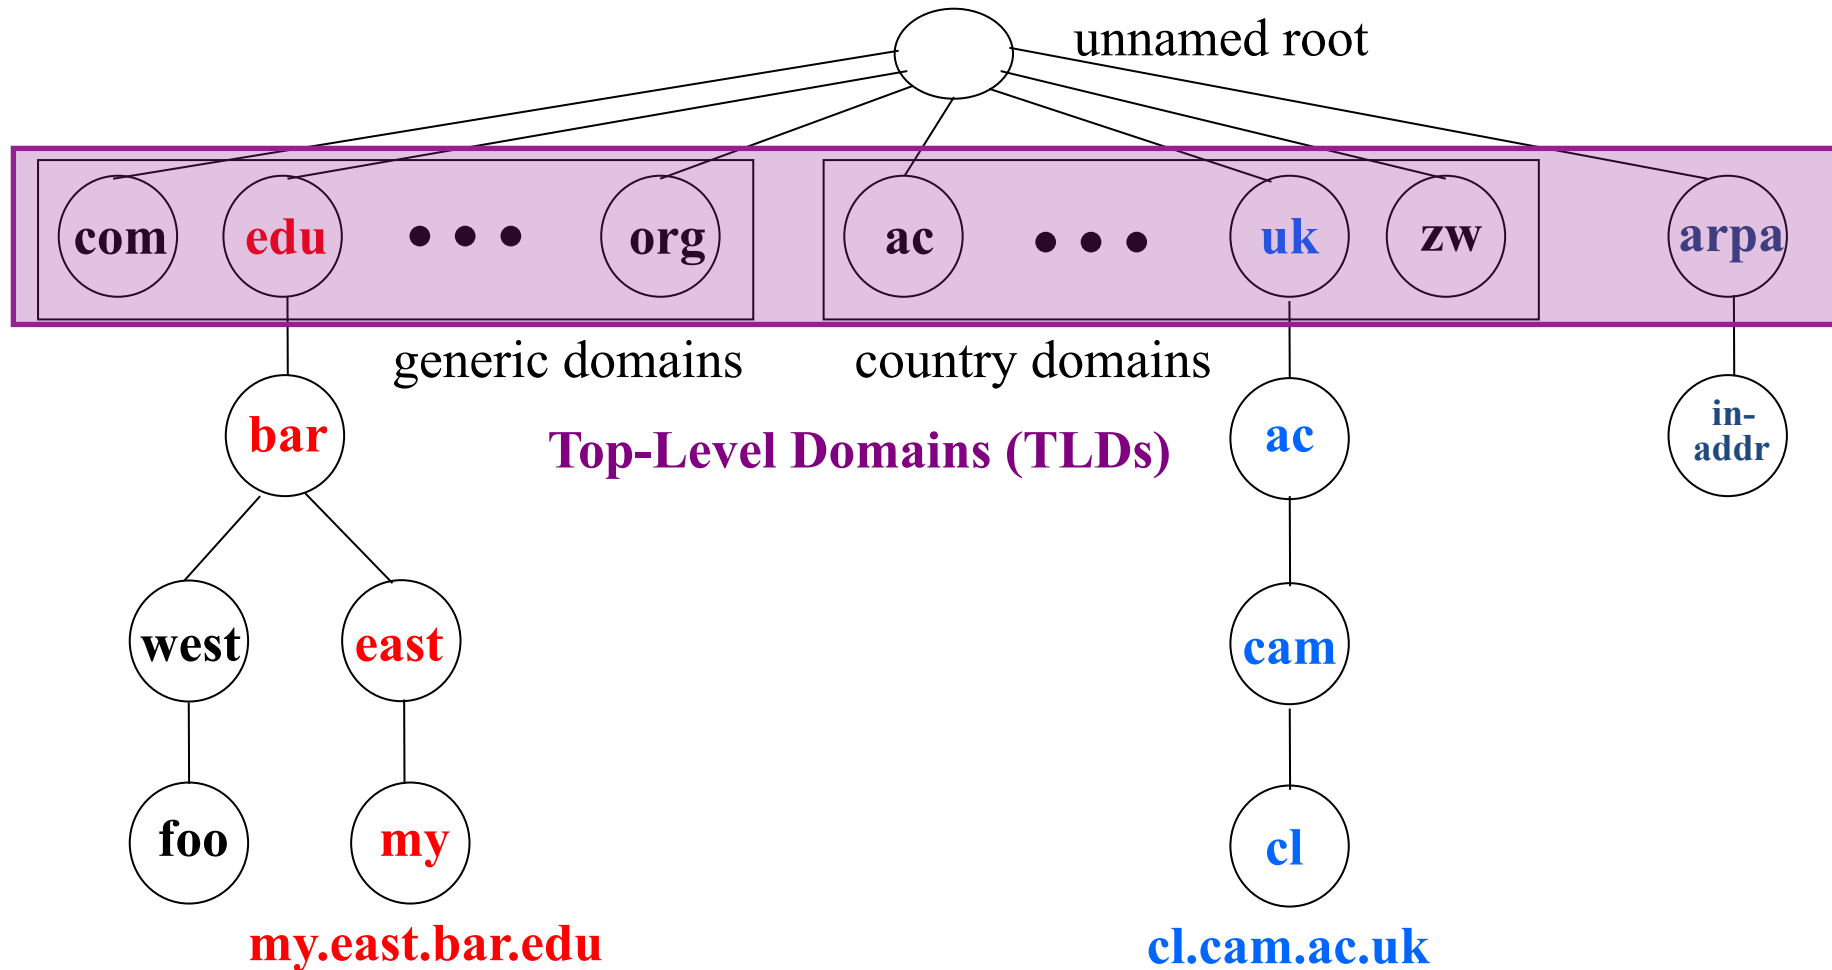 unnamed root
com edu ••• org ac ••• uk zw arpa
generic domains country domains
bar ac in-
addr
Top-Level Domains (TLDs)
west east cam
foo my cl
my.east.bar.edu cl.cam.ac.uk